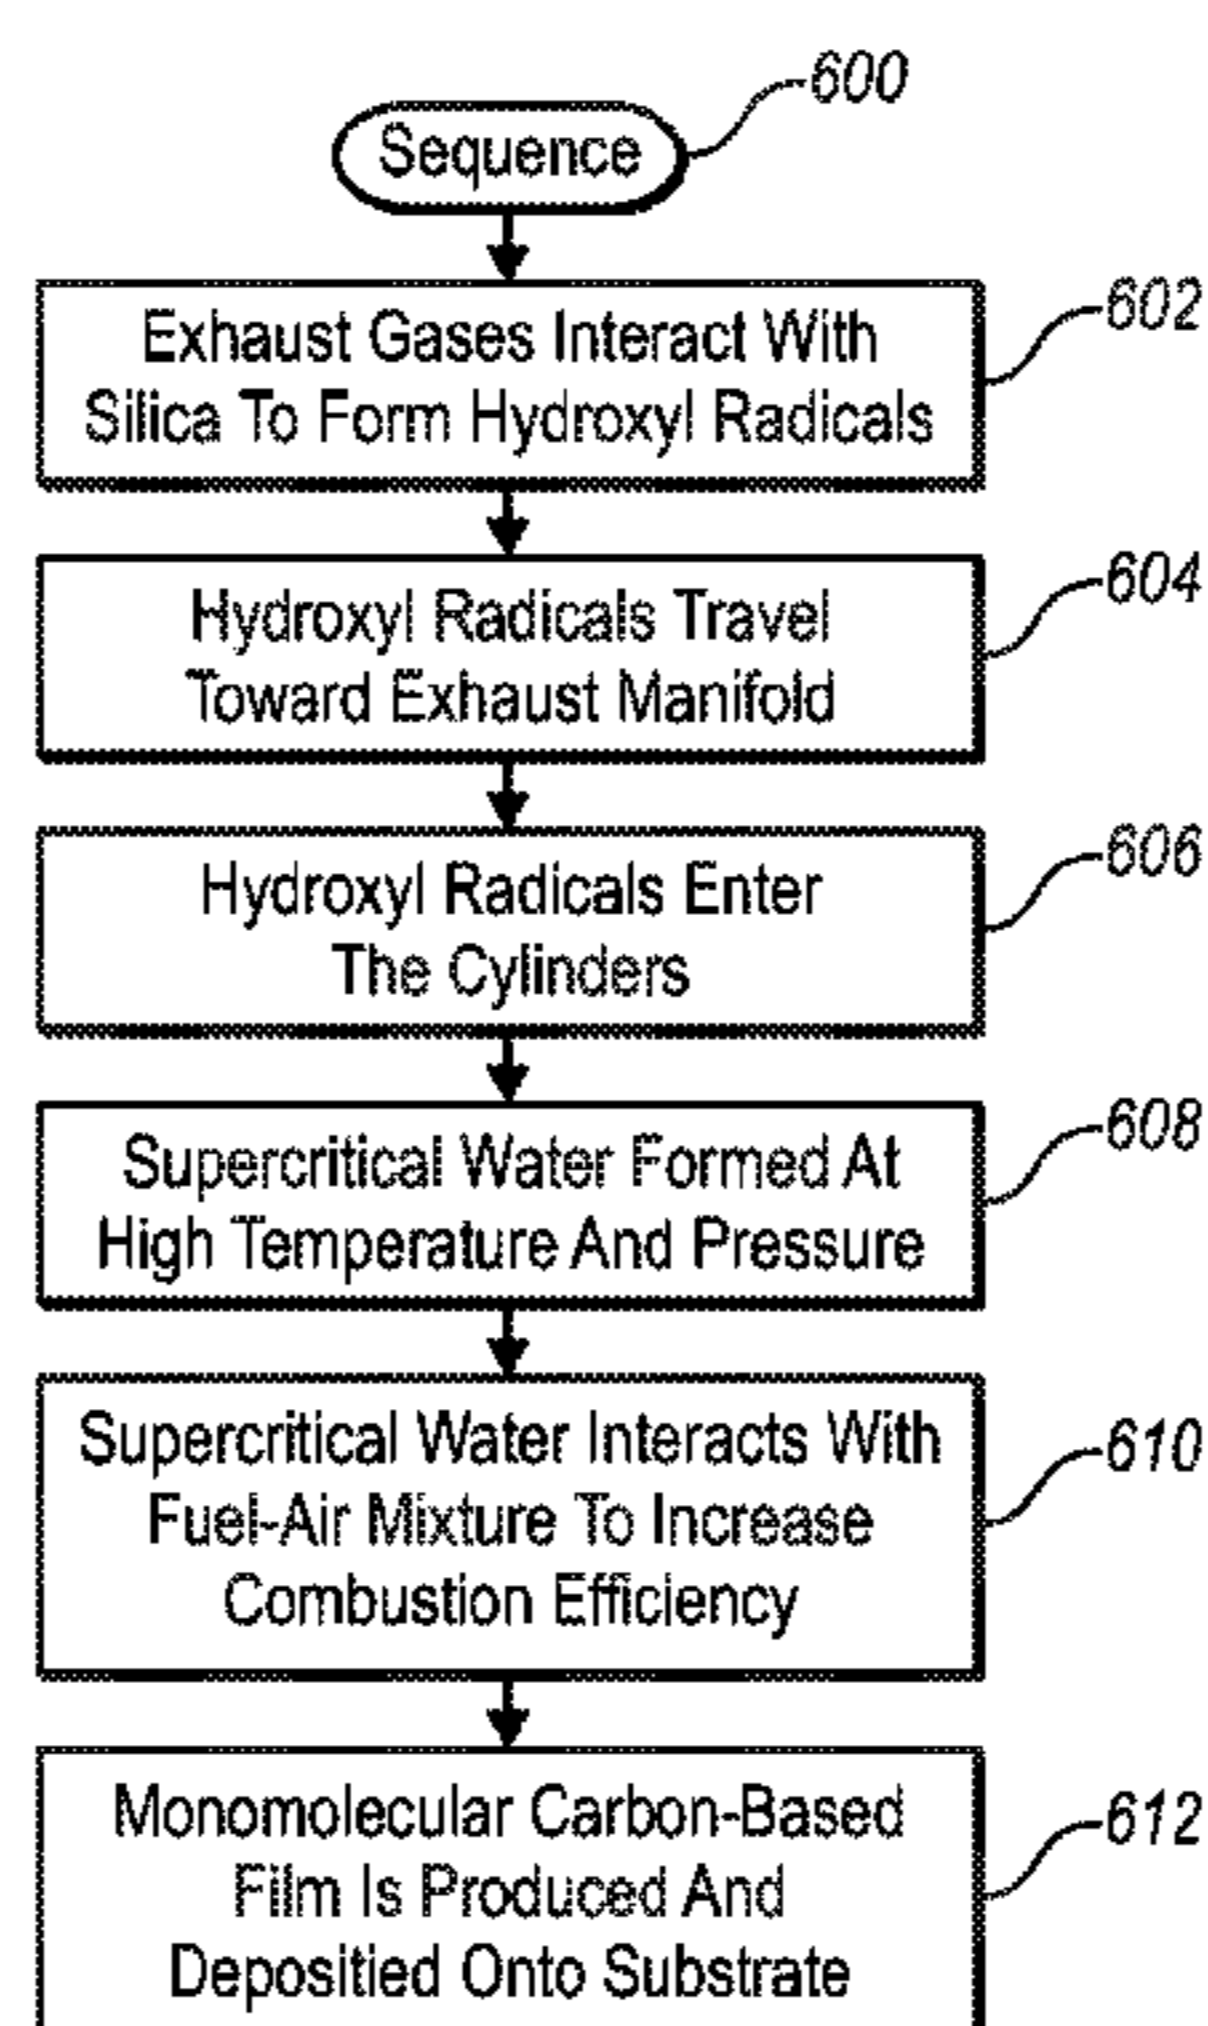 600
Sequence
602
Exhaust Gases Interact With
Silica To Form Hydroxyl Radicals
604
Hydroxyl Radicals Travel
Toward Exhaust Manifold
606
Hydroxyl Radicals Enter
The Cylinders
608
Supercritical Water Formed At
High Temperature And Pressure
610
Supercritical Water Interacts With
Fuel-Air Mixture To Increase
Combustion Efficiency
612
Monomolecular Carbon-Based
Film Is Produced And
Depositied Onto Substrate